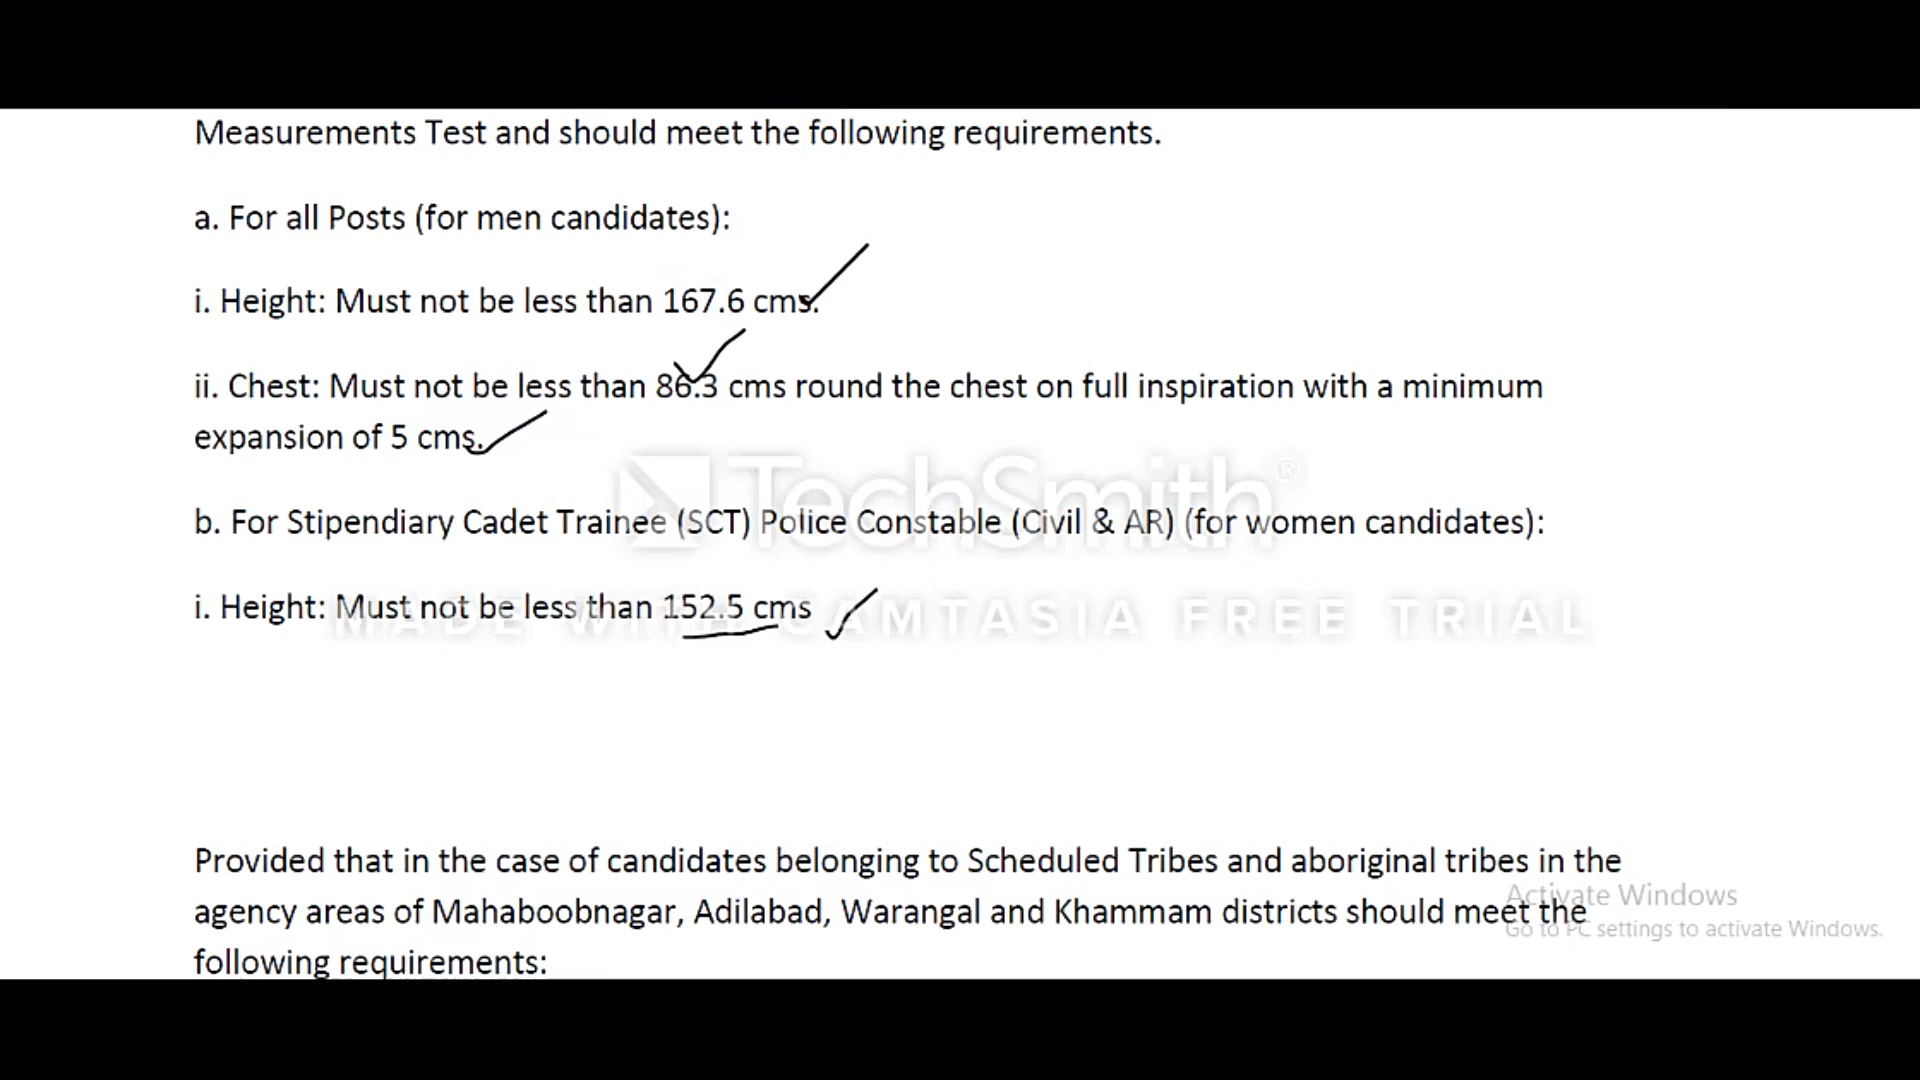 Measurements Test and should meet the following requirements.
a. For all Posts (for men candidates):
i. Height: Must not be less than 167.6 cms.
ii. Chest: Must not be less than 86.3 cms round the chest on full inspiration with a minimum
expansion of 5 cms.
TechSmith®
b. For Stipendiary Cadet Trainee (SCT) Police Constable (Civil & AR) (for women candidates):
i. Height: Must not be less than 152.5 cms
MADE WITH CAMTASIA FREE TRIAL
Provided that in the case of candidates belonging to Scheduled Tribes and aboriginal tribes in the
agency areas of Mahaboobnagar, Adilabad, Warangal and Khammam districts should meet the
following requirements:
Activate Windows
Go to PC settings to activate Windows.